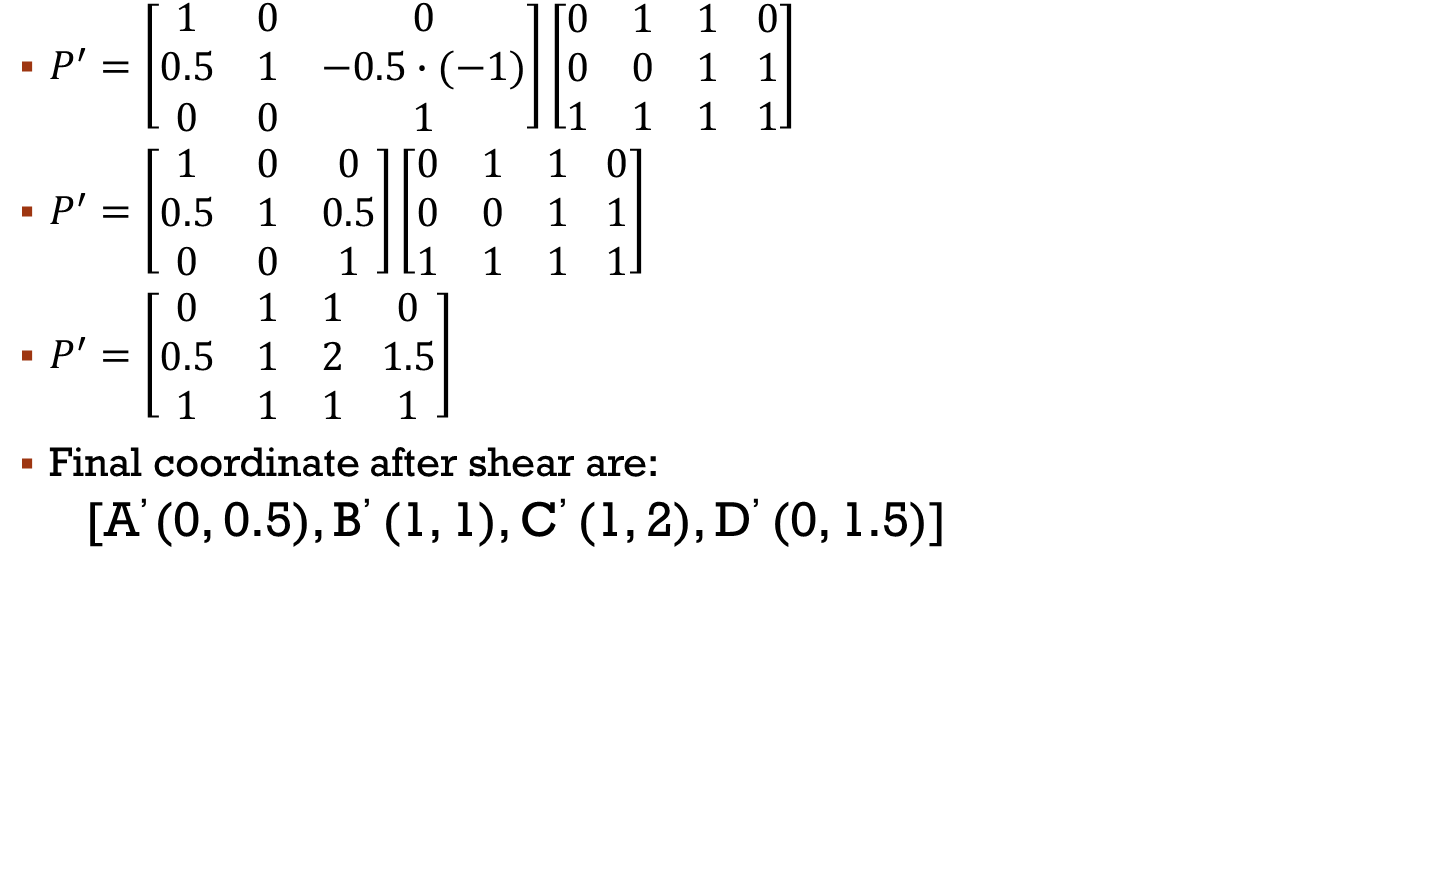 ▪ P′ = [1 0 0; 0.5 1 −0.5 · (−1); 0 0 1] [0 1 1 0; 0 0 1 1; 1 1 1 1]
▪ P′ = [1 0 0; 0.5 1 0.5; 0 0 1] [0 1 1 0; 0 0 1 1; 1 1 1 1]
▪ P′ = [0 1 1 0; 0.5 1 2 1.5; 1 1 1 1]
▪ Final coordinate after shear are:
[A’ (0, 0.5), B’ (1, 1), C’ (1, 2), D’ (0, 1.5)]